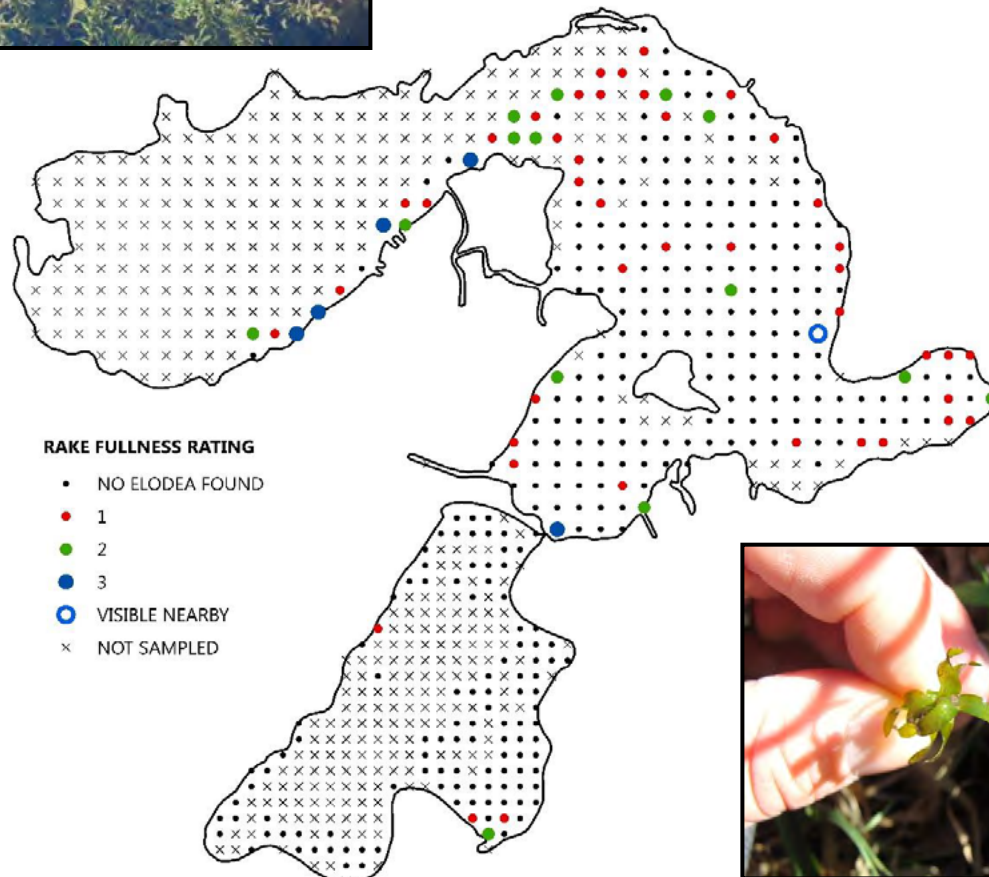 RAKE FULLNESS RATING
NO ELODEA FOUND
1
2
3
VISIBLE NEARBY
NOT SAMPLED